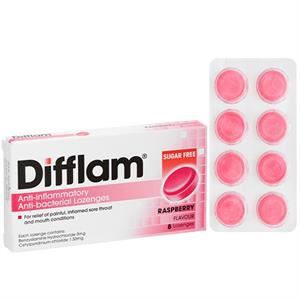 Difflam®
SUGAR FREE
Anti-inflammatory
Anti-bacterial Lozenges
For relief of painful, inflamed sore throat
and mouth conditions
RASPBERRY
FLAVOUR
8 Lozenges
Each lozenge contains:
Benzydamine Hydrochloride 3mg
Cetylpyridinium chloride 1.33mg